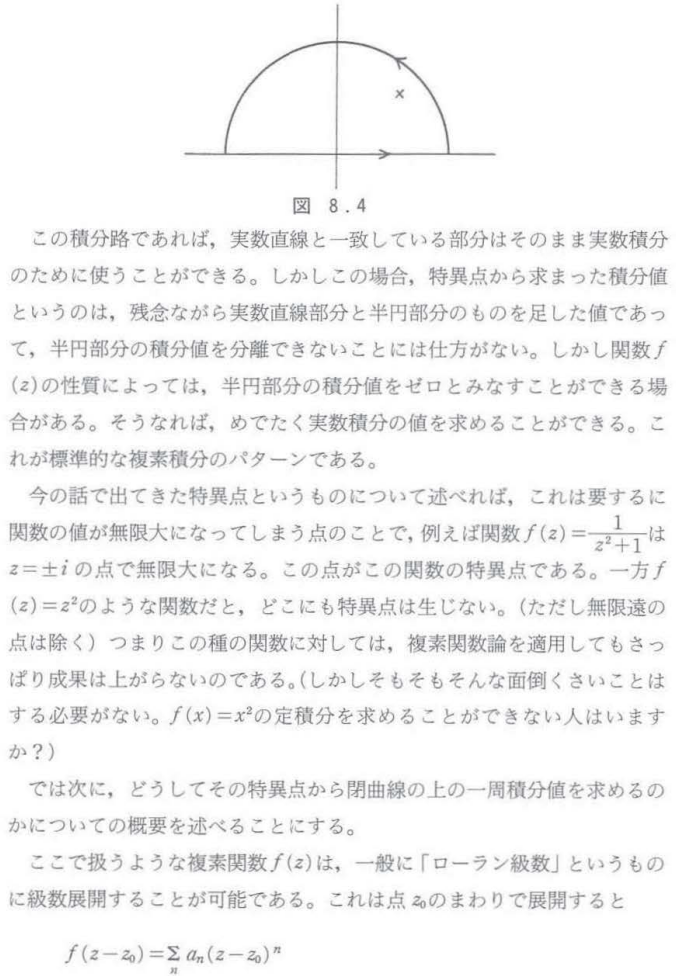 x
図 8.4
この積分路であれば，実数直線と一致している部分はそのまま実数積分
のために使うことができる。しかしこの場合，特異点から求まった積分値
というのは，残念ながら実数直線部分と半円部分のものを足した値であっ
て，半円部分の積分値を分離できないことには仕方がない。しかし関数 f
(z)の性質によっては，半円部分の積分値をゼロとみなすことができる場
合がある。そうなれば，めでたく実数積分の値を求めることができる。こ
れが標準的な複素積分のパターンである。
今の話で出てきた特異点というものについて述べれば，これは要するに
関数の値が無限大になってしまう点のことで，例えば関数 f(z)=1/(z²+1)は
z=±i の点で無限大になる。この点がこの関数の特異点である。一方 f
(z)=z²のような関数だと，どこにも特異点は生じない。（ただし無限遠の
点は除く）つまりこの種の関数に対しては，複素関数論を適用してもさっ
ぱり成果は上がらないのである。（しかしそもそもそんな面倒くさいことは
する必要がない。f(x)=x²の定積分を求めることができない人はいます
か？）
では次に，どうしてその特異点から閉曲線の上の一周積分値を求めるの
かについての概要を述べることにする。
ここで扱うような複素関数 f(z)は，一般に「ローラン級数」というもの
に級数展開することが可能である。これは点 z₀のまわりで展開すると
f(z-z₀)=Σₙ aₙ(z-z₀)ⁿ